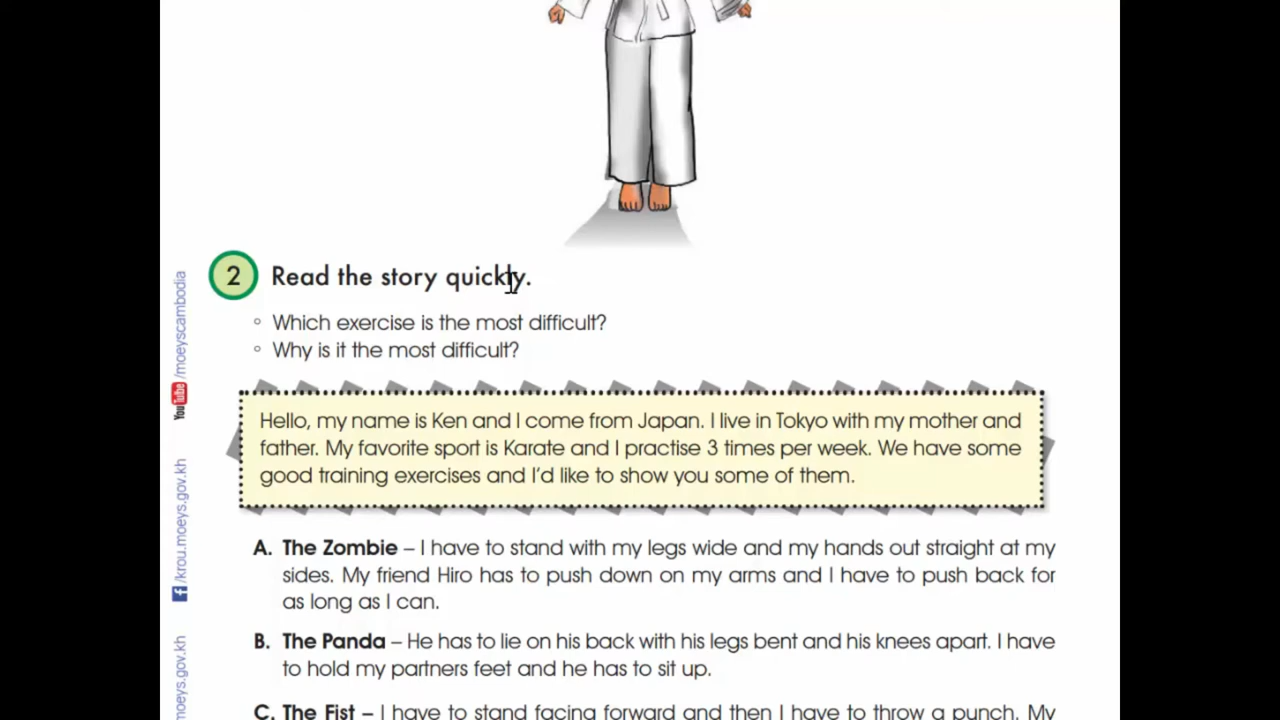 2 Read the story quickly.
° Which exercise is the most difficult?
° Why is it the most difficult?
Hello, my name is Ken and I come from Japan. I live in Tokyo with my mother and
father. My favorite sport is Karate and I practise 3 times per week. We have some
good training exercises and I'd like to show you some of them.
A. The Zombie – I have to stand with my legs wide and my hands out straight at my
sides. My friend Hiro has to push down on my arms and I have to push back for
as long as I can.
B. The Panda – He has to lie on his back with his legs bent and his knees apart. I have
to hold my partners feet and he has to sit up.
C. The Fist – I have to stand facing forward and then I have to throw a punch. My
YouTube /moeyscambodia
f /krou.moeys.gov.kh
moeys.gov.kh